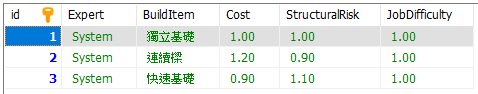 id Expert BuildItem Cost StructuralRisk JobDifficulty
1 System 獨立基礎 1.00 1.00 1.00
2 System 連續樑 1.20 0.90 1.00
3 System 快速基礎 0.90 1.10 1.00